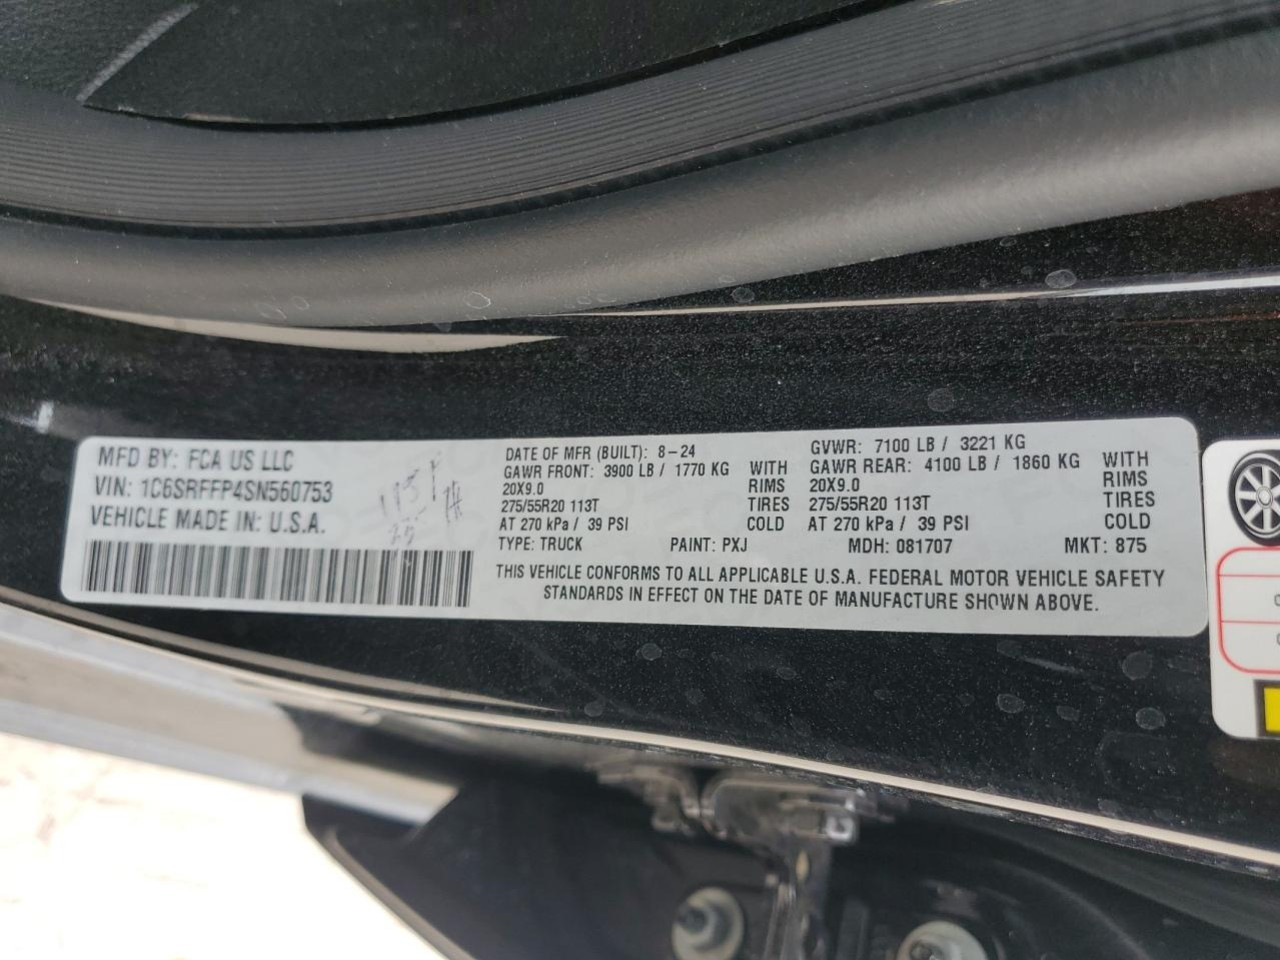 MFD BY: FCA US LLC
VIN: 1C6SRFFP4SN560753
VEHICLE MADE IN: U.S.A.
DATE OF MFR (BUILT): 8-24
GAWR FRONT: 3900 LB / 1770 KG WITH
20X9.0 RIMS
275/55R20 113T TIRES
AT 270 kPa / 39 PSI COLD
GVWR: 7100 LB / 3221 KG
GAWR REAR: 4100 LB / 1860 KG WITH
20X9.0 RIMS
275/55R20 113T TIRES
AT 270 kPa / 39 PSI COLD
TYPE: TRUCK PAINT: PXJ MDH: 081707 MKT: 875
THIS VEHICLE CONFORMS TO ALL APPLICABLE U.S.A. FEDERAL MOTOR VEHICLE SAFETY
STANDARDS IN EFFECT ON THE DATE OF MANUFACTURE SHOWN ABOVE.